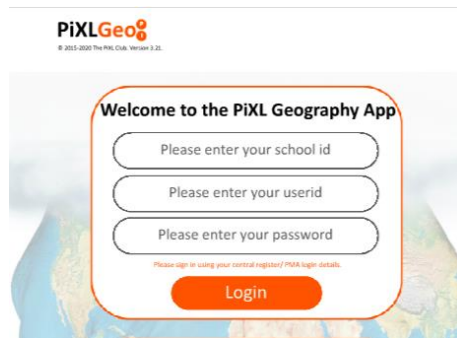 PiXLGeo
© 2015-2020 The PiXL Club. Version 3.21.
Welcome to the PiXL Geography App
Please enter your school id
Please enter your userid
Please enter your password
Please sign in using your central register/ PMA login details.
Login